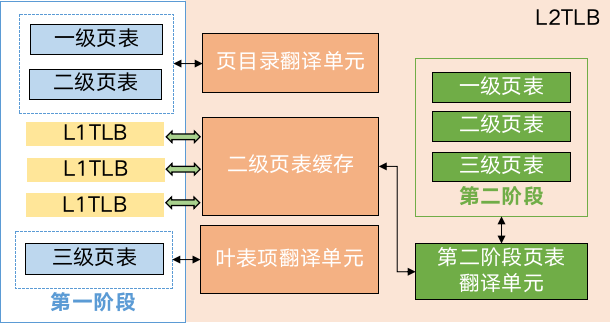 L2TLB
一级页表
二级页表
页目录翻译单元
L1TLB
L1TLB
L1TLB
二级页表缓存
三级页表
第一阶段
叶表项翻译单元
一级页表
二级页表
三级页表
第二阶段
第二阶段页表
翻译单元